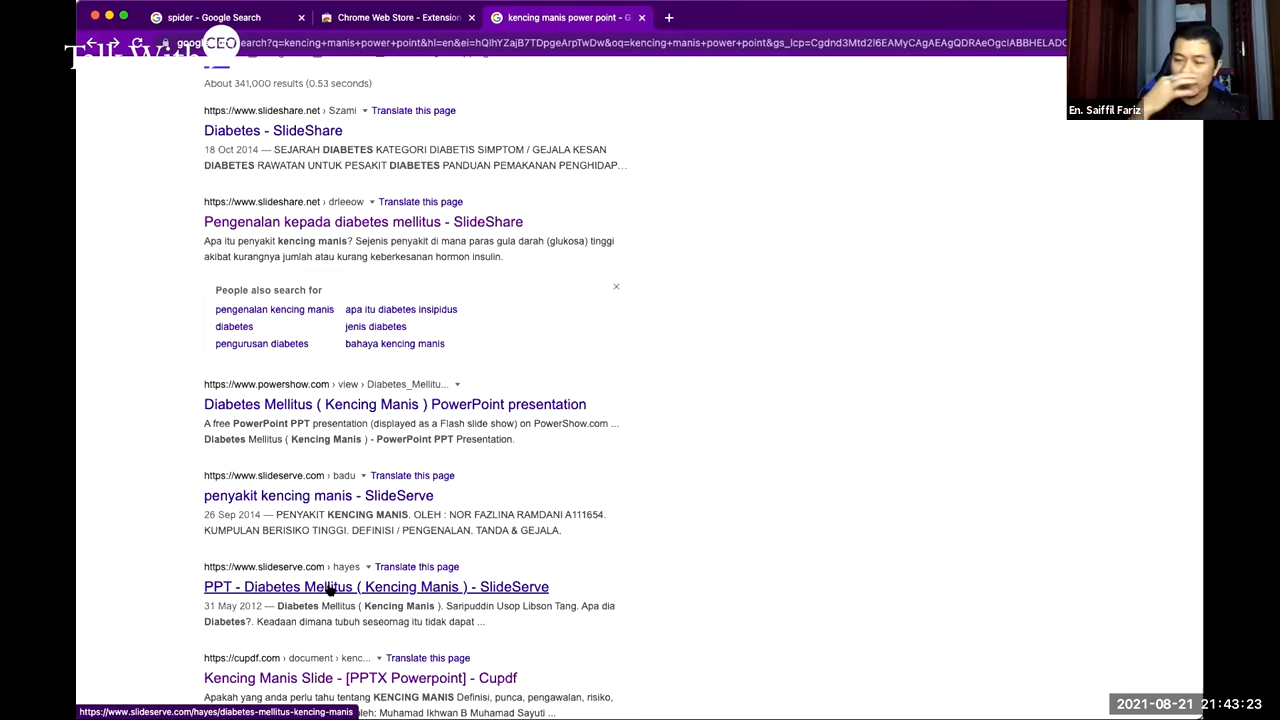 spider - Google Search
Chrome Web Store - Extension
kencing manis power point - G
Talk With
CEO
search?q=kencing+manis+power+point&hl=en&ei=hQlhYZajB7TDpgeArpTwDw&oq=kencing+manis+power+point&gs_lcp=Cgdnd3Mtd2l6EAMyCAgAEAgQDRAeOgcIABBHELADO
En. Saiffil Fariz
About 341,000 results (0.53 seconds)
https://www.slideshare.net › Szami Translate this page
Diabetes - SlideShare
18 Oct 2014 — SEJARAH DIABETES KATEGORI DIABETIS SIMPTOM / GEJALA KESAN
DIABETES RAWATAN UNTUK PESAKIT DIABETES PANDUAN PEMAKANAN PENGHIDAP...
https://www.slideshare.net › drleeow Translate this page
Pengenalan kepada diabetes mellitus - SlideShare
Apa itu penyakit kencing manis? Sejenis penyakit di mana paras gula darah (glukosa) tinggi
akibat kurangnya jumlah atau kurang keberkesanan hormon insulin.
People also search for
pengenalan kencing manis apa itu diabetes insipidus
diabetes jenis diabetes
pengurusan diabetes bahaya kencing manis
https://www.powershow.com › view › Diabetes_Mellitu...
Diabetes Mellitus ( Kencing Manis ) PowerPoint presentation
A free PowerPoint PPT presentation (displayed as a Flash slide show) on PowerShow.com ...
Diabetes Mellitus ( Kencing Manis ) - PowerPoint PPT Presentation.
https://www.slideserve.com › badu Translate this page
penyakit kencing manis - SlideServe
26 Sep 2014 — PENYAKIT KENCING MANIS. OLEH : NOR FAZLINA RAMDANI A111654.
KUMPULAN BERISIKO TINGGI. DEFINISI / PENGENALAN. TANDA & GEJALA.
https://www.slideserve.com › hayes Translate this page
PPT - Diabetes Mellitus ( Kencing Manis ) - SlideServe
31 May 2012 — Diabetes Mellitus ( Kencing Manis ). Saripuddin Usop Libson Tang. Apa dia
Diabetes?. Keadaan dimana tubuh seseornag itu tidak dapat ...
https://cupdf.com › document › kenc... Translate this page
Kencing Manis Slide - [PPTX Powerpoint] - Cupdf
Apakah yang anda perlu tahu tentang KENCING MANIS Definisi, punca, pengawalan, risiko,
leh: Muhamad Ikhwan B Muhamad Sayuti ...
https://www.slideserve.com/hayes/diabetes-mellitus-kencing-manis
2021-08-21 21:43:23